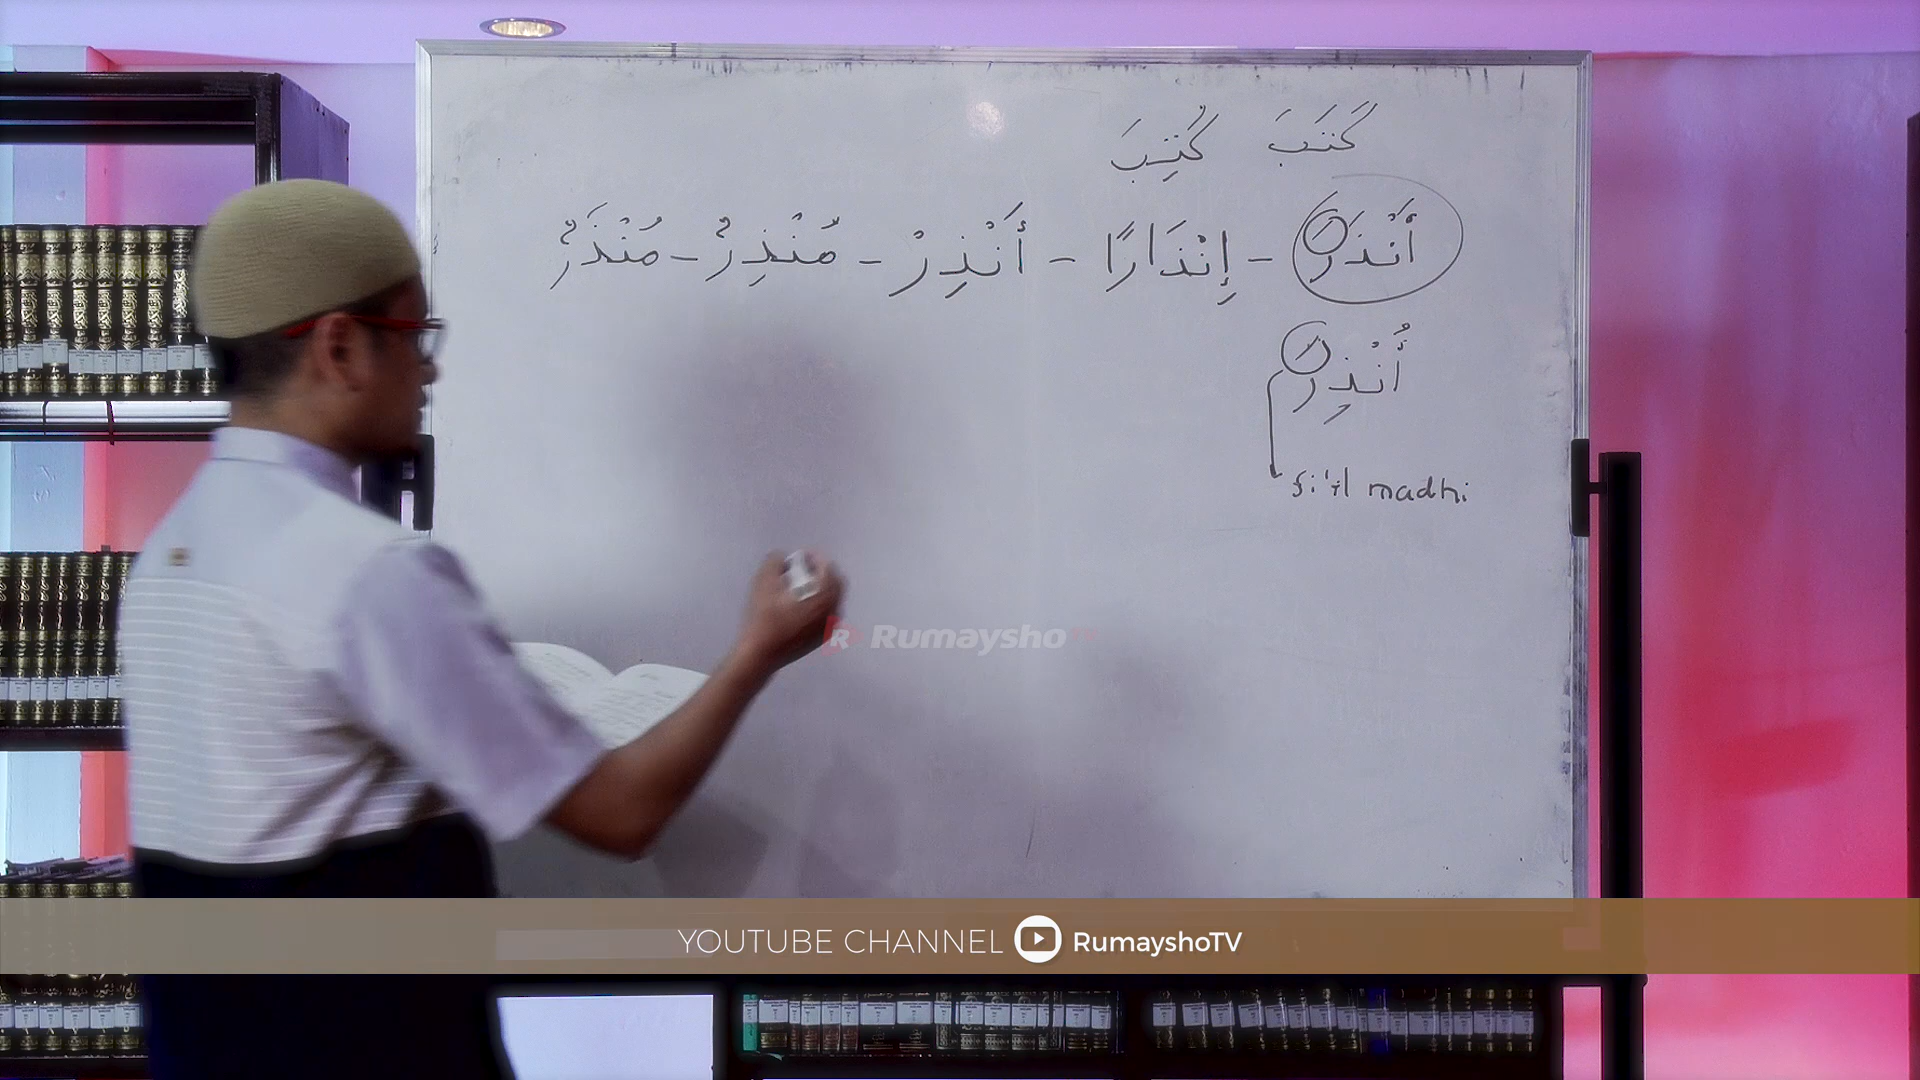 كَتَبَ كُتِبَ
أَنْذَرَ - إِنْذَارًا - أَنْذِرْ - مُنْذِرٌ - مُنْذَرٌ
أُنْذِرَ
fi'il madhi
Rumaysho
YOUTUBE CHANNEL RumayshoTV